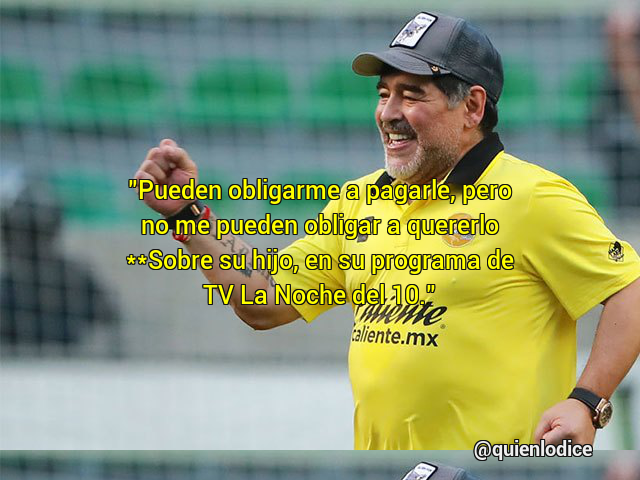 "Pueden obligarme a pagarle, pero
no me pueden obligar a quererlo
**Sobre su hijo, en su programa de
TV La Noche del 10."
Caliente
caliente.mx
@quienlodice